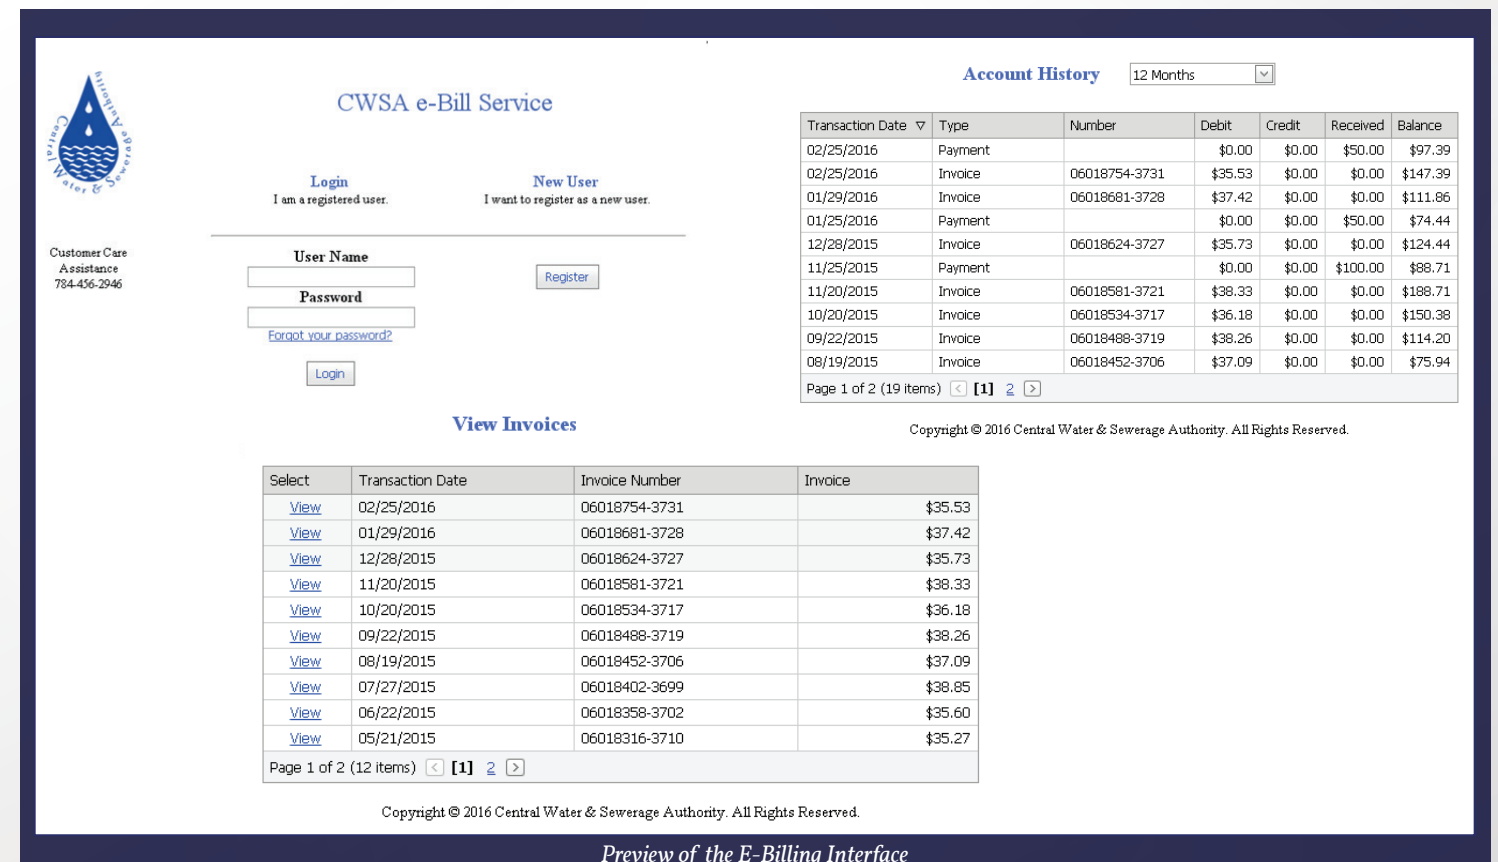 Central Water & Sewerage Authority
CWSA e-Bill Service
Login
I am a registered user.
New User
I want to register as a new user.
Customer Care
Assistance
784-456-2946
User Name
Password
Forgot your password?
Login
Register
Account History 12 Months
Transaction Date Type Number Debit Credit Received Balance
02/25/2016 Payment $0.00 $0.00 $50.00 $97.39
02/25/2016 Invoice 06018754-3731 $35.53 $0.00 $0.00 $147.39
01/29/2016 Invoice 06018681-3728 $37.42 $0.00 $0.00 $111.86
01/25/2016 Payment $0.00 $0.00 $50.00 $74.44
12/28/2015 Invoice 06018624-3727 $35.73 $0.00 $0.00 $124.44
11/25/2015 Payment $0.00 $0.00 $100.00 $88.71
11/20/2015 Invoice 06018581-3721 $38.33 $0.00 $0.00 $188.71
10/20/2015 Invoice 06018534-3717 $36.18 $0.00 $0.00 $150.38
09/22/2015 Invoice 06018488-3719 $38.26 $0.00 $0.00 $114.20
08/19/2015 Invoice 06018452-3706 $37.09 $0.00 $0.00 $75.94
Page 1 of 2 (19 items) < [1] 2 >
Copyright © 2016 Central Water & Sewerage Authority. All Rights Reserved.
View Invoices
Select Transaction Date Invoice Number Invoice
View 02/25/2016 06018754-3731 $35.53
View 01/29/2016 06018681-3728 $37.42
View 12/28/2015 06018624-3727 $35.73
View 11/20/2015 06018581-3721 $38.33
View 10/20/2015 06018534-3717 $36.18
View 09/22/2015 06018488-3719 $38.26
View 08/19/2015 06018452-3706 $37.09
View 07/27/2015 06018402-3699 $38.85
View 06/22/2015 06018358-3702 $35.60
View 05/21/2015 06018316-3710 $35.27
Page 1 of 2 (12 items) < [1] 2 >
Copyright © 2016 Central Water & Sewerage Authority. All Rights Reserved.
Preview of the E-Billing Interface